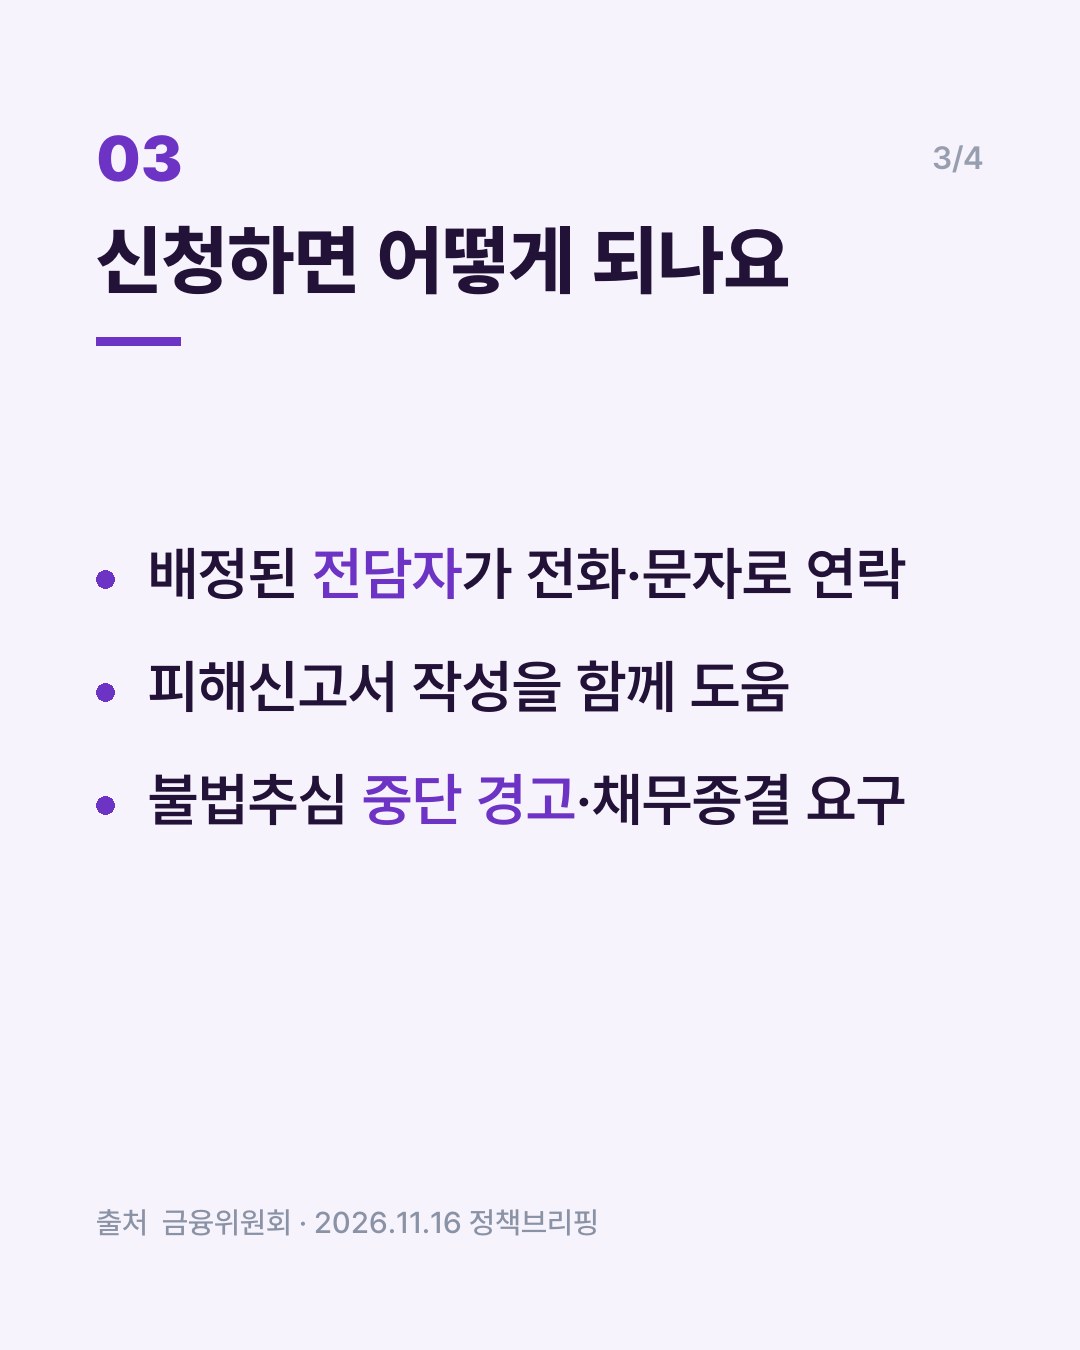 03
3/4
신청하면 어떻게 되나요
• 배정된 전담자가 전화·문자로 연락
• 피해신고서 작성을 함께 도움
• 불법추심 중단 경고·채무종결 요구
출처 금융위원회 · 2026.11.16 정책브리핑